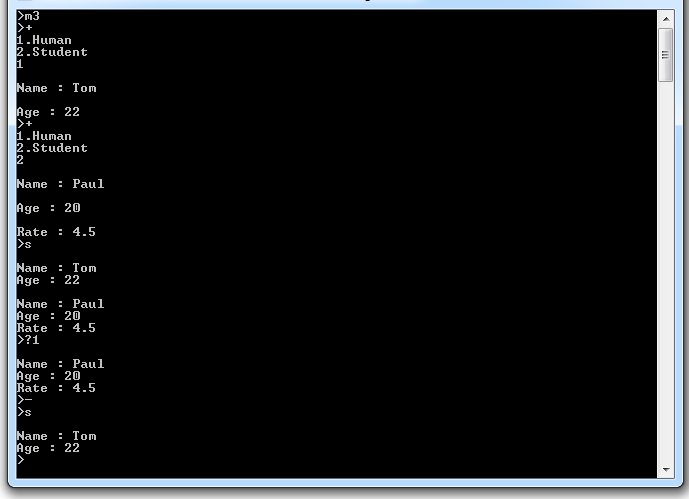 >m3
>+
1.Human
2.Student
1
Name : Tom
Age : 22
>+
1.Human
2.Student
2
Name : Paul
Age : 20
Rate : 4.5
>s
Name : Tom
Age : 22
Name : Paul
Age : 20
Rate : 4.5
>?1
Name : Paul
Age : 20
Rate : 4.5
>-
>s
Name : Tom
Age : 22
>